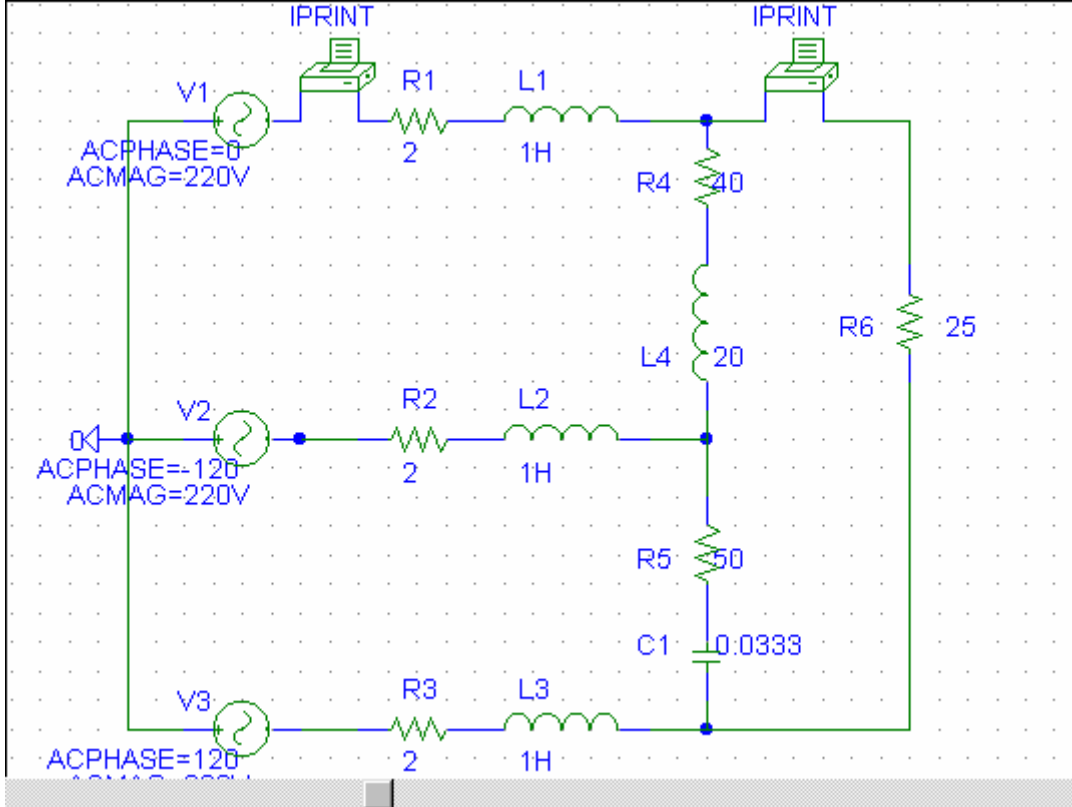 IPRINT IPRINT
V1 R1 L1
ACPHASE=0 2 1H
ACMAG=220V
R4 40
R6 25
L4 20
V2 R2 L2
0
ACPHASE=-120 2 1H
ACMAG=220V
R5 50
C1 0.0333
V3 R3 L3
ACPHASE=120 2 1H